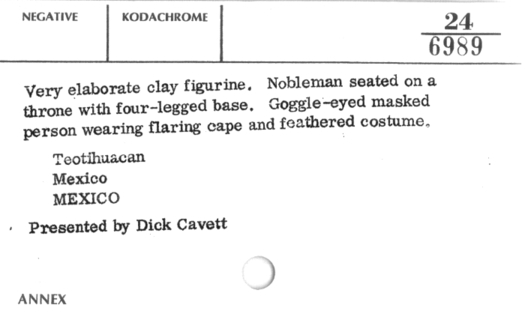 NEGATIVE KODACHROME 24
6989
Very elaborate clay figurine. Nobleman seated on a
throne with four-legged base. Goggle-eyed masked
person wearing flaring cape and feathered costume.
Teotihuacan
Mexico
MEXICO
Presented by Dick Cavett
ANNEX